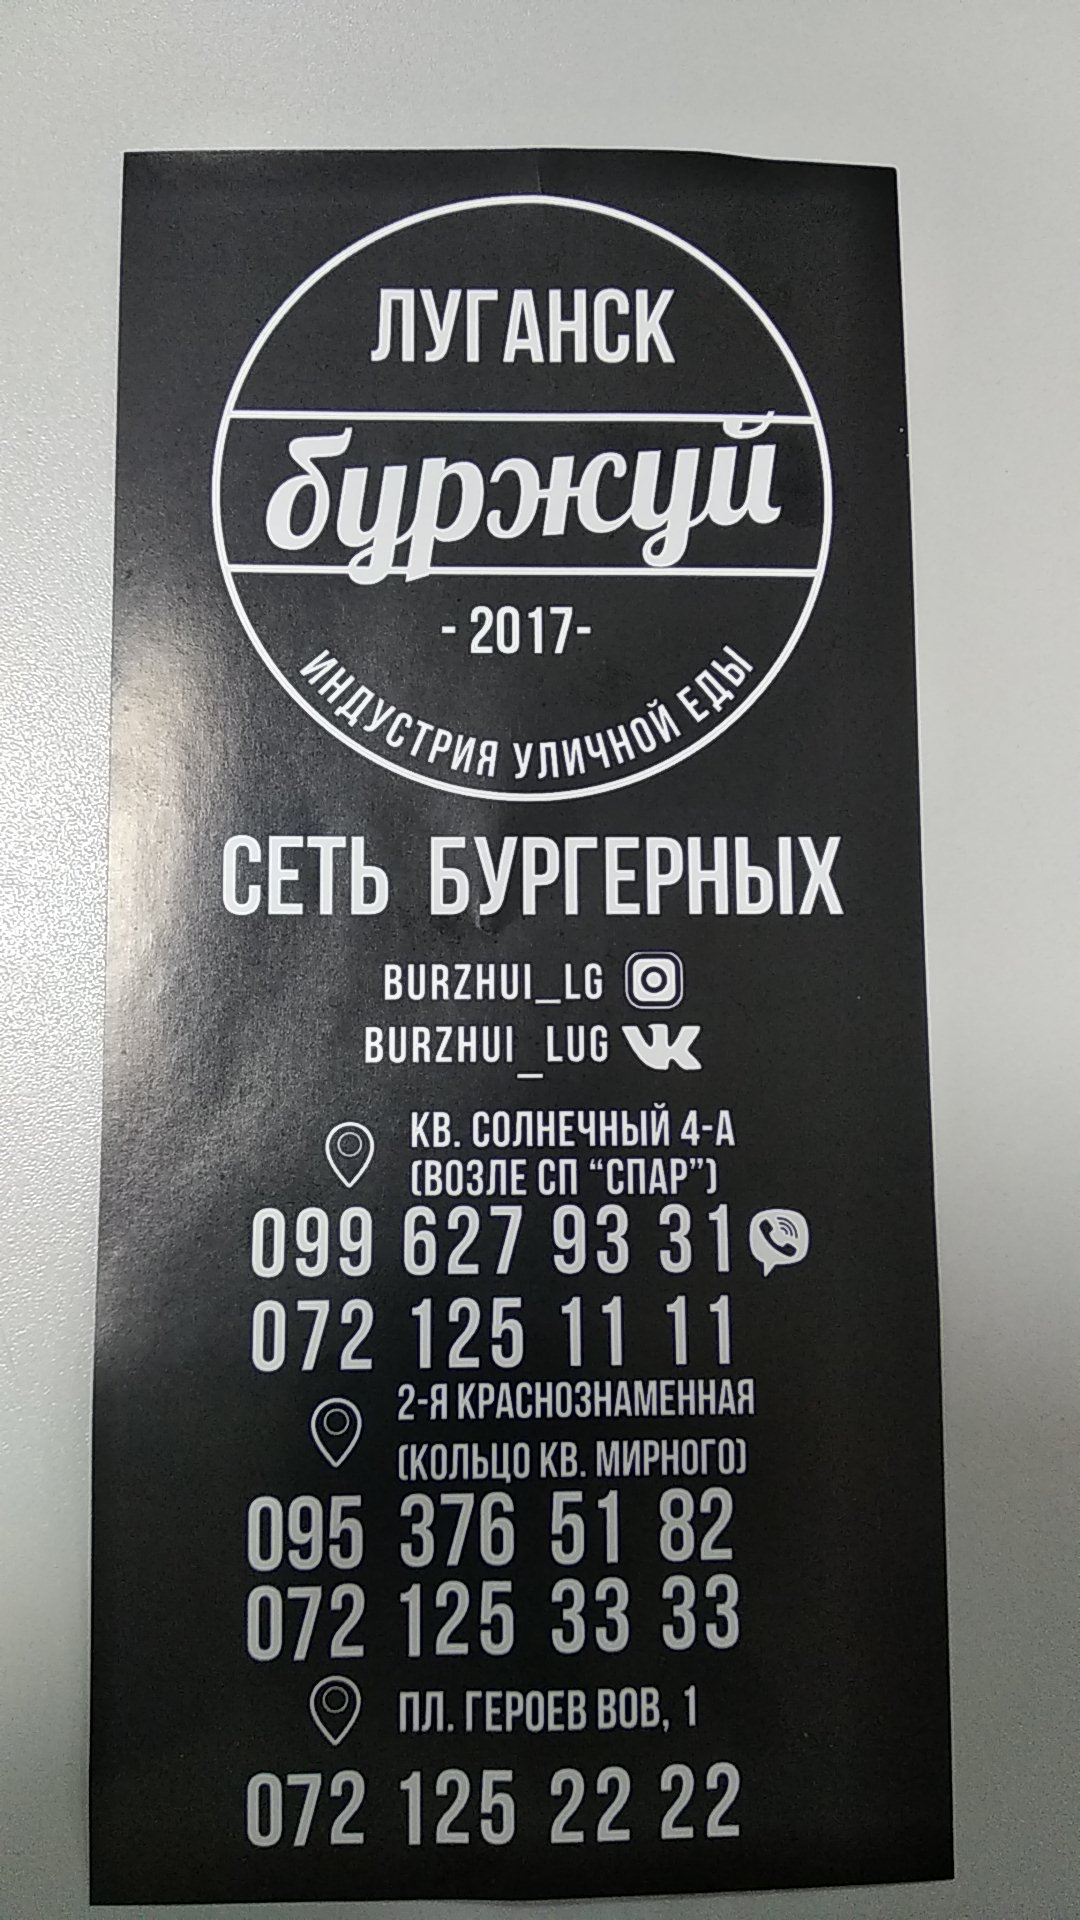 ЛУГАНСК
буржуй
- 2017-
ИНДУСТРИЯ УЛИЧНОЙ ЕДЫ
СЕТЬ БУРГЕРНЫХ
BURZHUI_LG
BURZHUI_LUG
КВ. СОЛНЕЧНЫЙ 4-А
(ВОЗЛЕ СП "СПАР")
099 627 93 31
072 125 11 11
2-Я КРАСНОЗНАМЕННАЯ
(КОЛЬЦО КВ. МИРНОГО)
095 376 51 82
072 125 33 33
ПЛ. ГЕРОЕВ ВОВ, 1
072 125 22 22